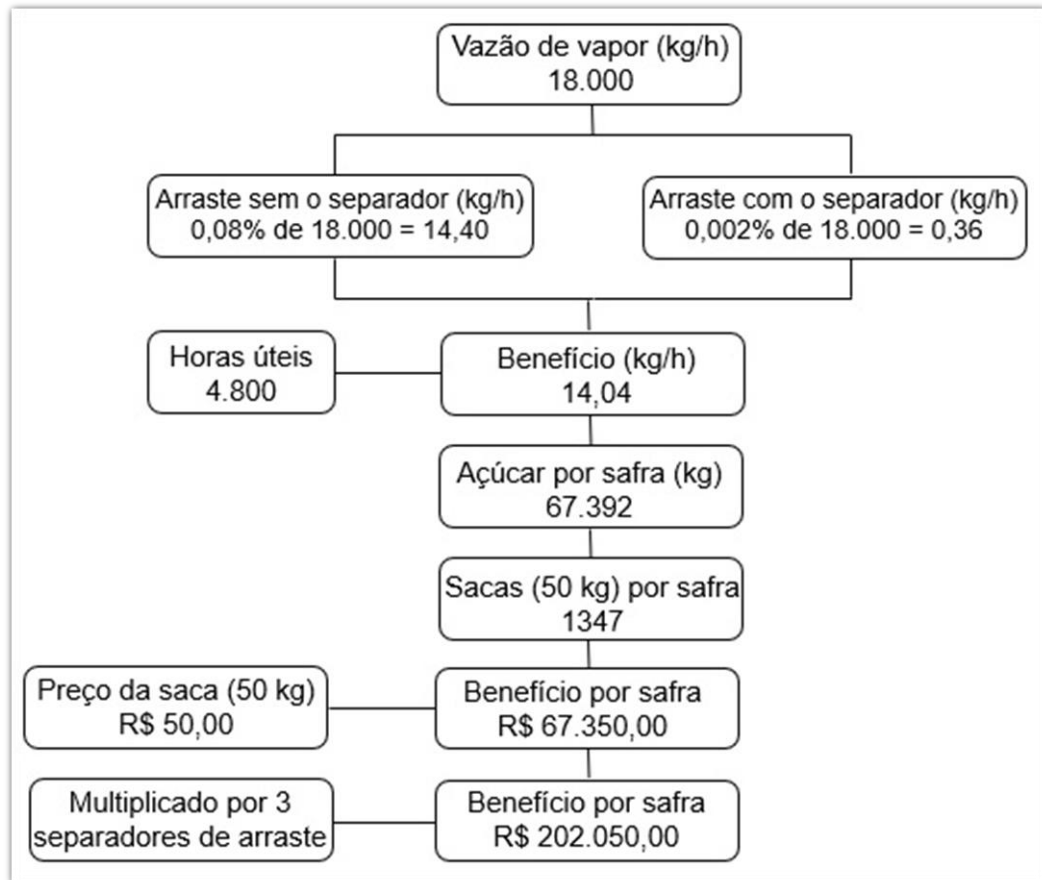 Vazão de vapor (kg/h)
18.000
Arraste sem o separador (kg/h)
0,08% de 18.000 = 14,40
Arraste com o separador (kg/h)
0,002% de 18.000 = 0,36
Horas úteis
4.800
Benefício (kg/h)
14,04
Açúcar por safra (kg)
67.392
Sacas (50 kg) por safra
1347
Preço da saca (50 kg)
R$ 50,00
Benefício por safra
R$ 67.350,00
Multiplicado por 3
separadores de arraste
Benefício por safra
R$ 202.050,00